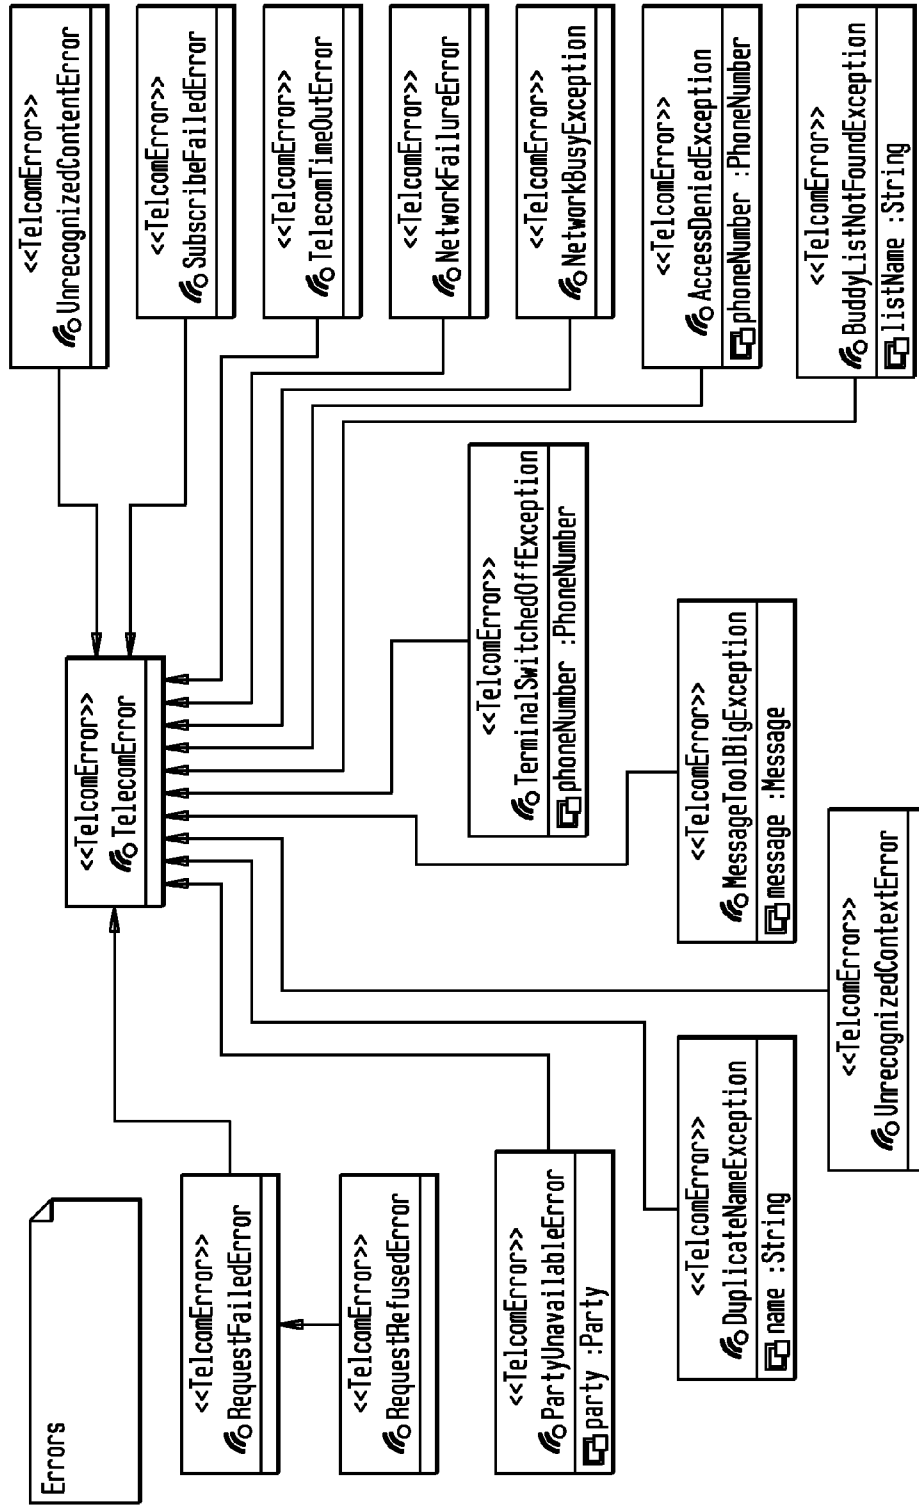 Errors
<<TelcomError>>
TelecomError
<<TelcomError>>
UnrecognizedContentError
<<TelcomError>>
RequestFailedError
<<TelcomError>>
SubscribeFailedError
<<TelcomError>>
RequestRefusedError
<<TelcomError>>
TelecomTimeOutError
<<TelcomError>>
NetworkFailureError
<<TelcomError>>
PartyUnavailableError
party :Party
<<TelcomError>>
TerminalSwitchedOffException
phoneNumber :PhoneNumber
<<TelcomError>>
NetworkBusyException
<<TelcomError>>
DuplicateNameException
name :String
<<TelcomError>>
MessageToolBigException
message :Message
<<TelcomError>>
AccessDeniedException
phoneNumber :PhoneNumber
<<TelcomError>>
UnrecognizedContextError
<<TelcomError>>
BuddyListNotFoundException
listName :String